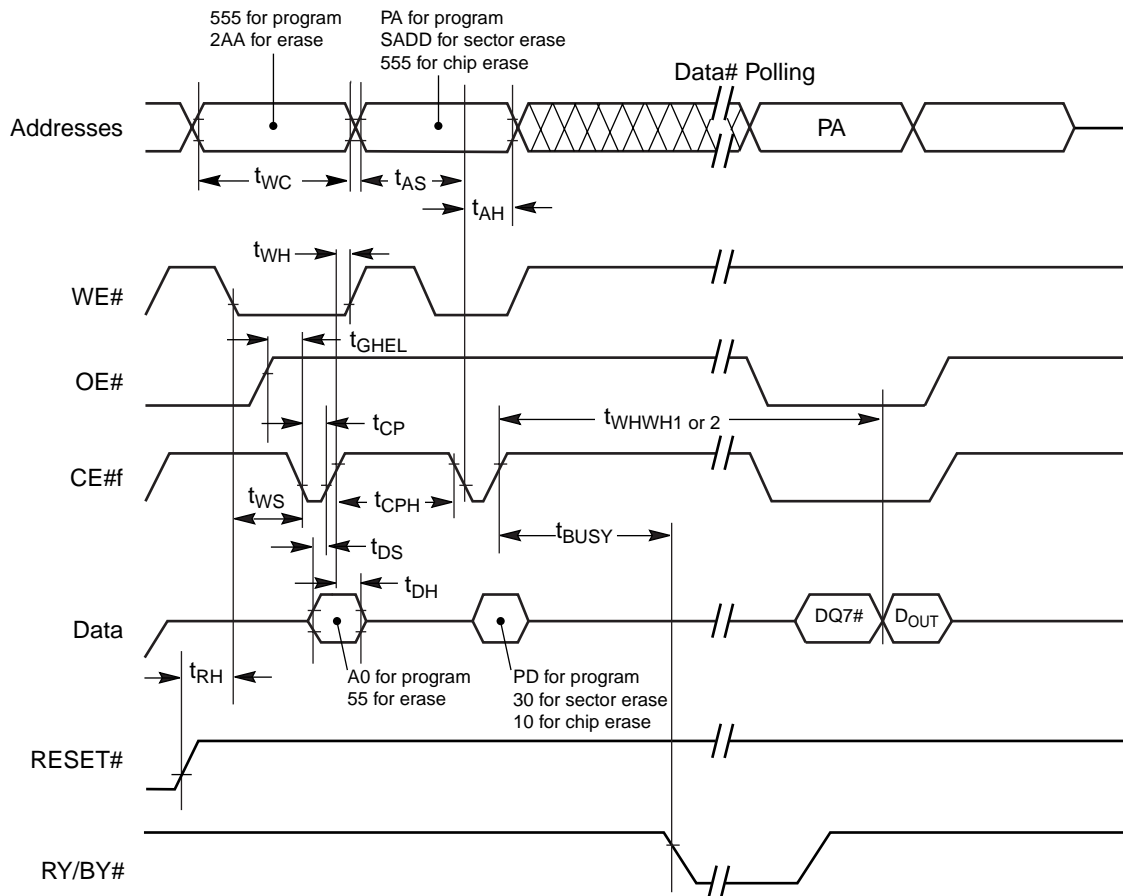 555 for program
2AA for erase
PA for program
SADD for sector erase
555 for chip erase
Data# Polling
Addresses
PA
tWC
tAS
tAH
tWH
WE#
tGHEL
OE#
tWHWH1 or 2
tCP
CE#f
tWS
tCPH
tBUSY
tDS
tDH
Data
DQ7#
DOUT
tRH
A0 for program
55 for erase
PD for program
30 for sector erase
10 for chip erase
RESET#
RY/BY#